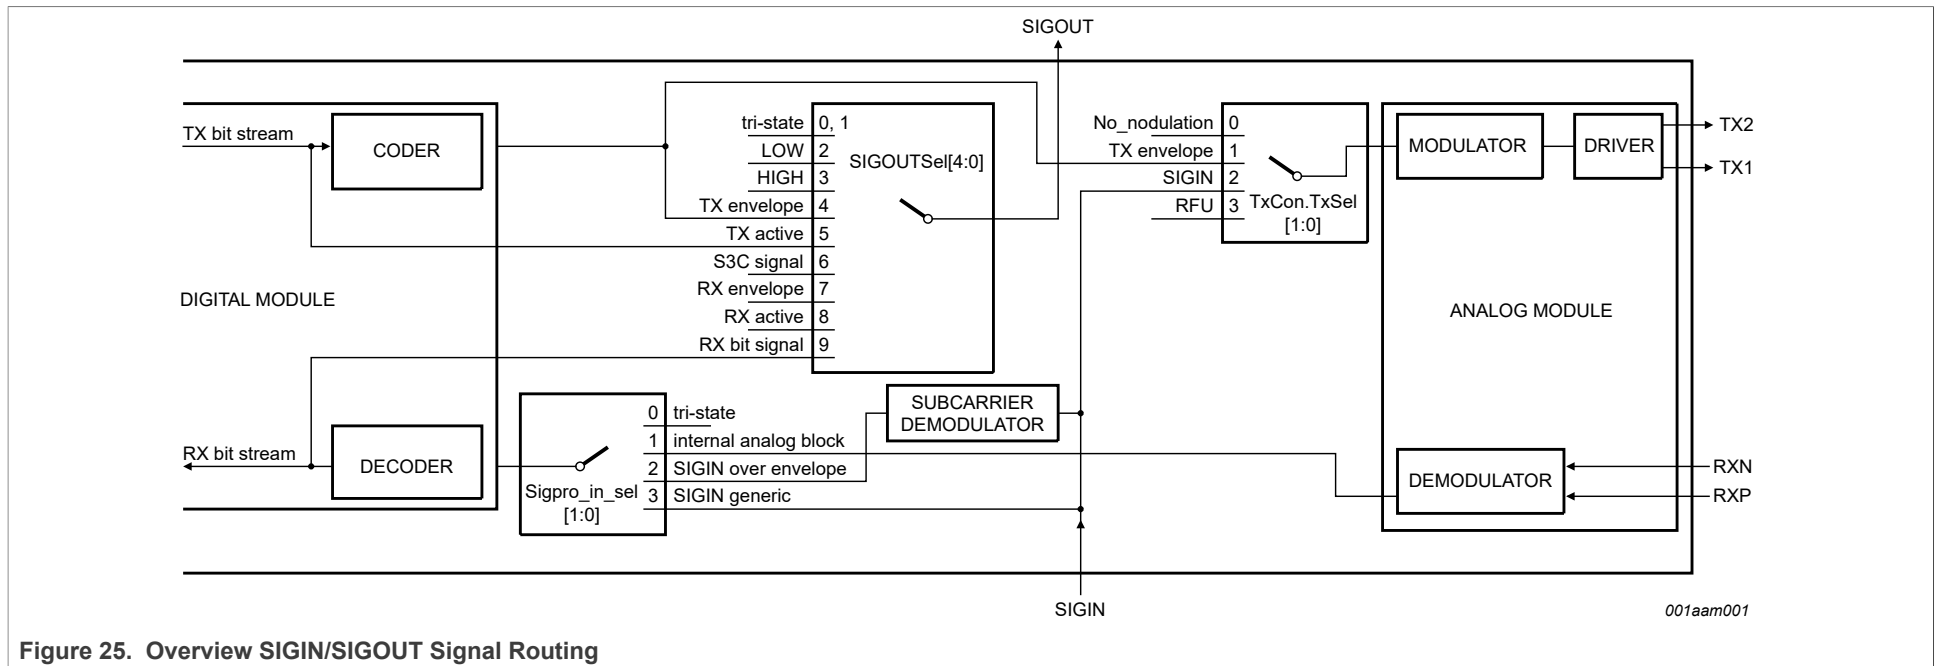 SIGOUT
TX bit stream
CODER
tri-state 0, 1
LOW 2
HIGH 3
TX envelope 4
TX active 5
S3C signal 6
RX envelope 7
RX active 8
RX bit signal 9
SIGOUTSel[4:0]
No_nodulation 0
TX envelope 1
SIGIN 2
RFU 3
TxCon.TxSel
[1:0]
MODULATOR
DRIVER
TX2
TX1
DIGITAL MODULE
ANALOG MODULE
SUBCARRIER
DEMODULATOR
RX bit stream
DECODER
Sigpro_in_sel
[1:0]
0 tri-state
1 internal analog block
2 SIGIN over envelope
3 SIGIN generic
DEMODULATOR
RXN
RXP
SIGIN
001aam001
Figure 25. Overview SIGIN/SIGOUT Signal Routing